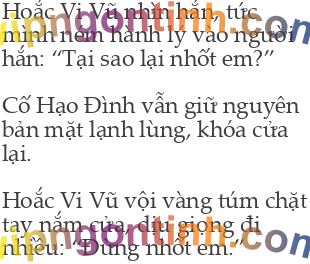 Hoắc Vi Vũ nhìn hắn, tức
mình ném hành lý vào người
hắn: “Tại sao lại nhốt em?”
Cố Hạo Đình vẫn giữ nguyên
bản mặt lạnh lùng, khóa cửa
lại.
Hoắc Vi Vũ vội vàng túm chặt
tay nắm cửa, dịu giọng đi
nhiều: “Đừng nhốt em.”